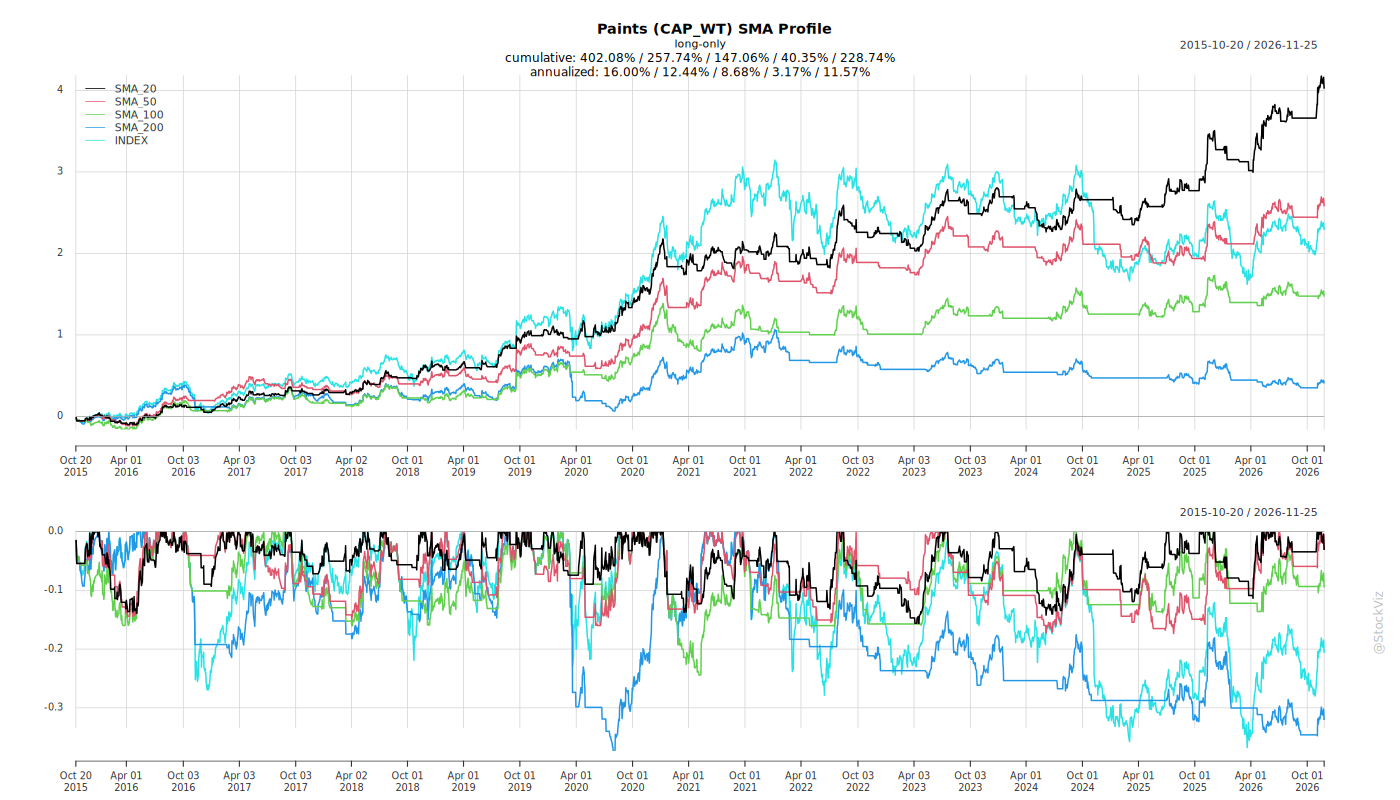 Paints (CAP_WT) SMA Profile
long-only
2015-10-20 / 2026-11-25
cumulative: 402.08% / 257.74% / 147.06% / 40.35% / 228.74%
annualized: 16.00% / 12.44% / 8.68% / 3.17% / 11.57%
SMA_20
SMA_50
SMA_100
SMA_200
INDEX
4
3
2
1
0
Oct 20 Apr 01 Oct 03 Apr 03 Oct 03 Apr 02 Oct 01 Apr 01 Oct 01 Apr 01 Oct 01 Apr 01 Oct 01 Apr 01 Oct 03 Apr 03 Oct 03 Apr 01 Oct 01 Apr 01 Oct 01 Apr 01 Oct 01
2015 2016 2016 2017 2017 2018 2018 2019 2019 2020 2020 2021 2021 2022 2022 2023 2023 2024 2024 2025 2025 2026 2026
2015-10-20 / 2026-11-25
0.0
-0.1
-0.2
-0.3
Oct 20 Apr 01 Oct 03 Apr 03 Oct 03 Apr 02 Oct 01 Apr 01 Oct 01 Apr 01 Oct 01 Apr 01 Oct 01 Apr 01 Oct 03 Apr 03 Oct 03 Apr 01 Oct 01 Apr 01 Oct 01 Apr 01 Oct 01
2015 2016 2016 2017 2017 2018 2018 2019 2019 2020 2020 2021 2021 2022 2022 2023 2023 2024 2024 2025 2025 2026 2026
@StockViz